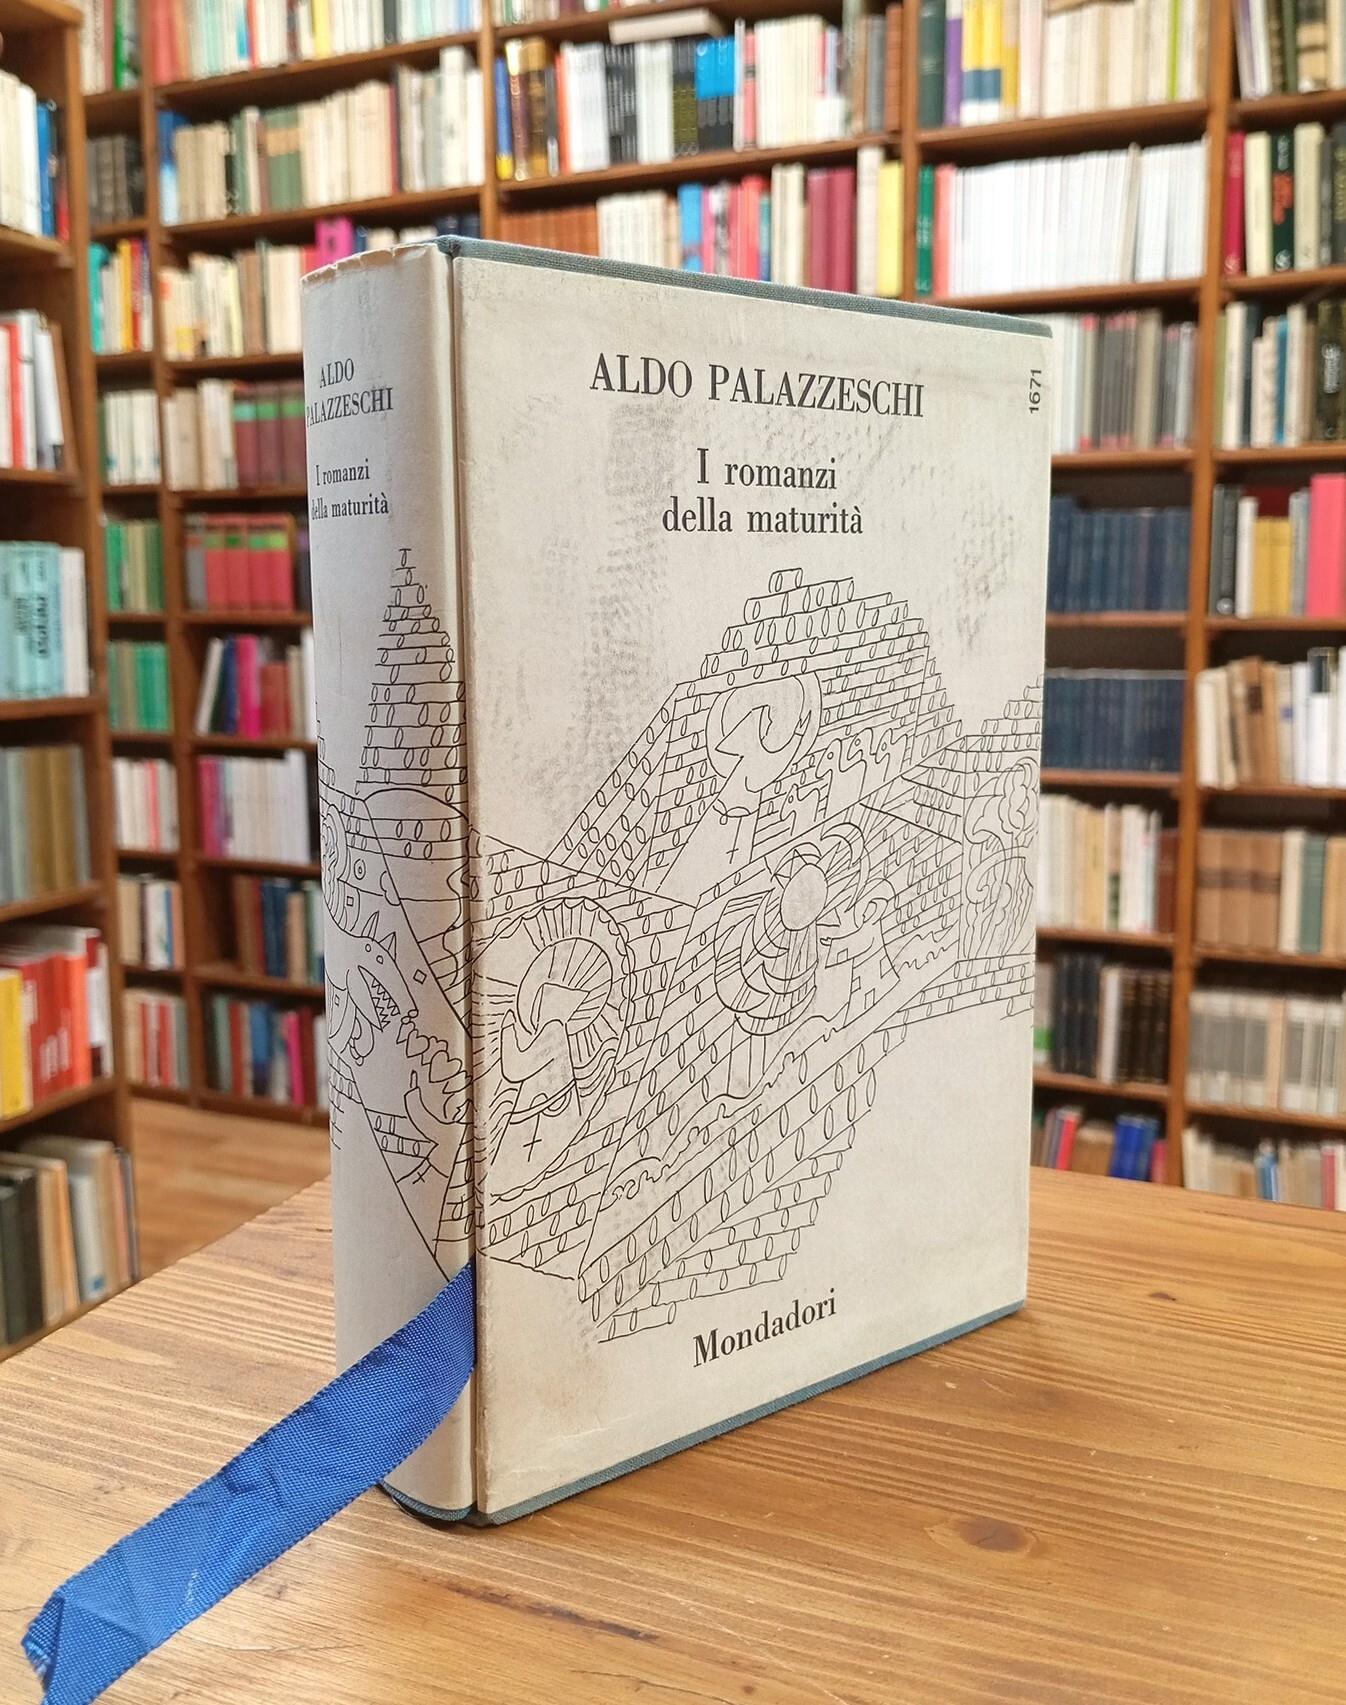 ALDO
PALAZZESCHI
I romanzi
della maturità
ALDO PALAZZESCHI
I romanzi
della maturità
1671
Mondadori